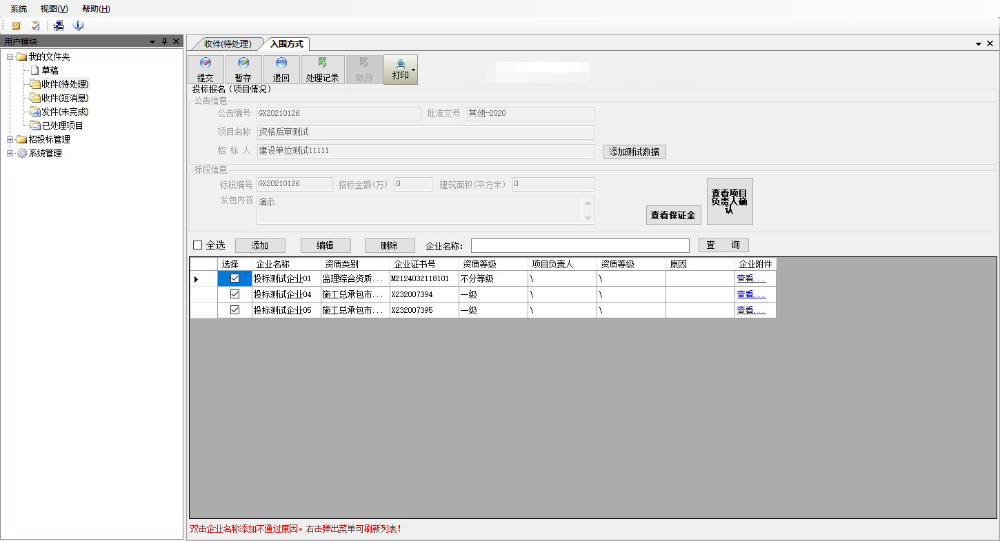 系统 视图(V) 帮助(H)
用户模块
我的文件夹
草稿
收件(待处理)
收件(短消息)
发件(未完成)
已处理项目
招投标管理
系统管理
收件(待处理) 入围方式
提交 暂存 退回 处理记录 取回 打印
投标报名(项目情况)
公告信息
公告编号 GX20210126 批准文号 其他-2020
项目名称 资格后审测试
招 标 人 建设单位测试11111 添加测试数据
标段信息
标段编号 GX20210126 招标金额(万) 0 建筑面积(平方米) 0
发包内容 演示
查看保证金
查看项目
负责人确
认
全选 添加 编辑 删除 企业名称: 查 询
选择 企业名称 资质类别 企业证书号 资质等级 项目负责人 资质等级 原因 企业附件
投标测试企业01 监理综合资质... M2124032118101 不分等级 \ \ 查看...
投标测试企业04 施工总承包市... X232007394 一级 \ \ 查看...
投标测试企业05 施工总承包市... X232007395 一级 \ \ 查看...
双击企业名称添加不通过原因。右击弹出菜单可刷新列表!